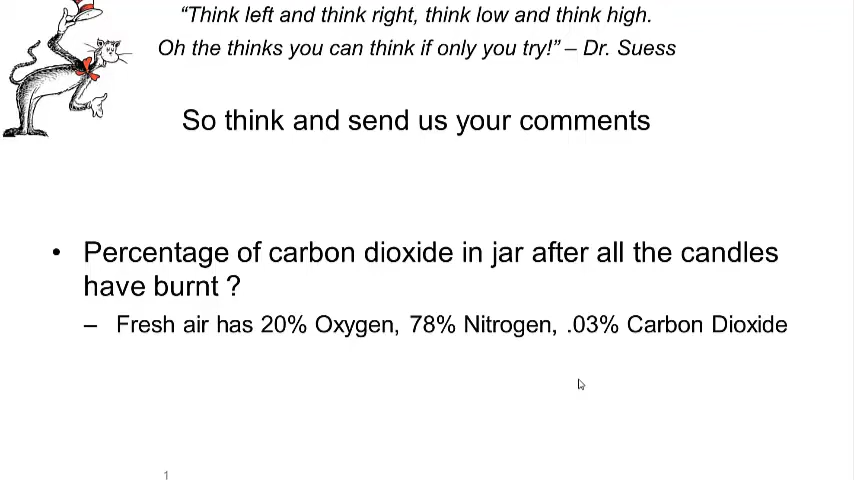 “Think left and think right, think low and think high.
Oh the thinks you can think if only you try!” – Dr. Suess
So think and send us your comments
• Percentage of carbon dioxide in jar after all the candles
have burnt ?
– Fresh air has 20% Oxygen, 78% Nitrogen, .03% Carbon Dioxide
1